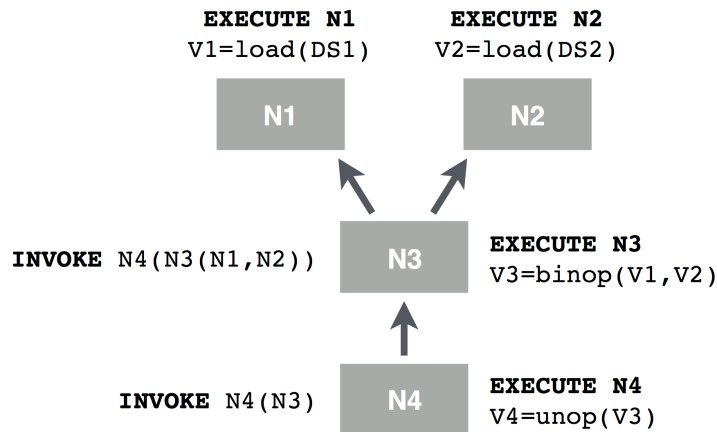 EXECUTE N1
V1=load(DS1)
EXECUTE N2
V2=load(DS2)
N1
N2
INVOKE N4(N3(N1,N2))
N3
EXECUTE N3
V3=binop(V1,V2)
INVOKE N4(N3)
N4
EXECUTE N4
V4=unop(V3)